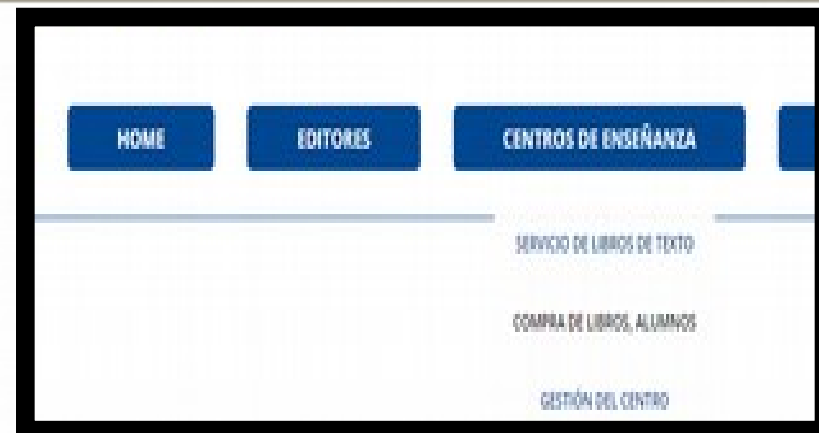 HOME EDITORES CENTROS DE ENSEÑANZA
SERVICIO DE LIBROS DE TEXTO
COMPRA DE LIBROS, ALUMNOS
GESTIÓN DEL CENTRO